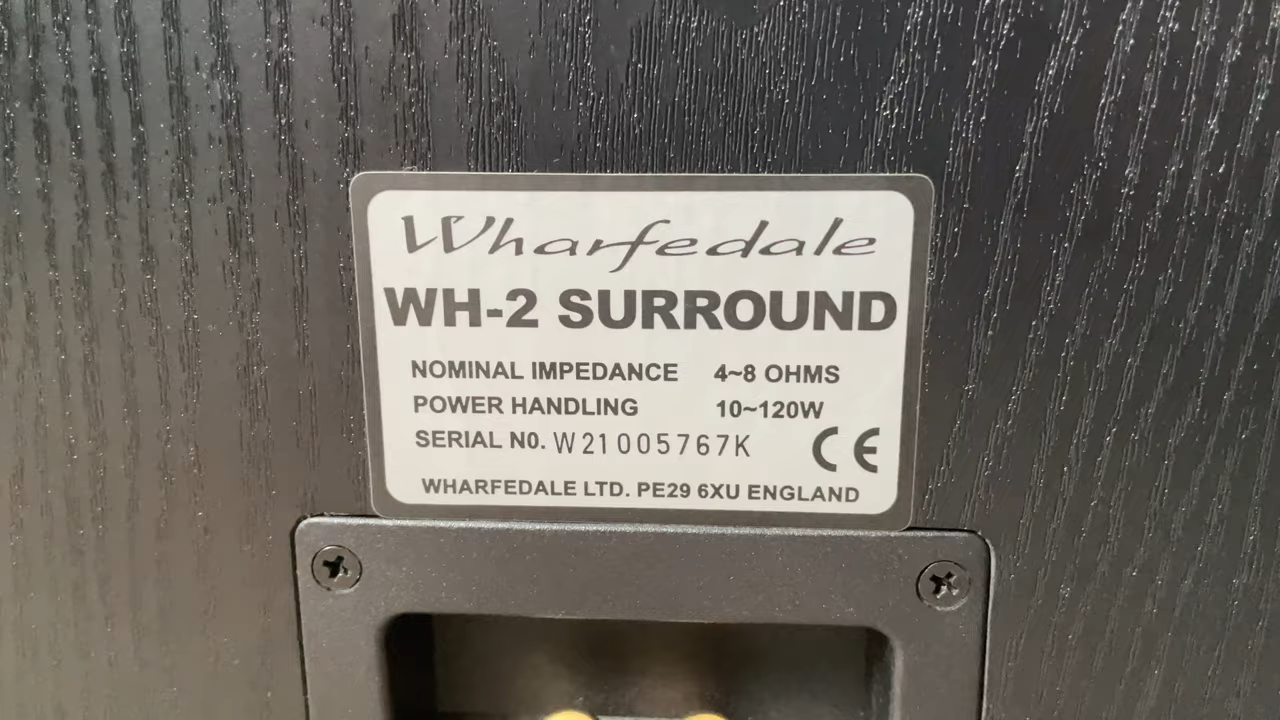 Wharfedale
WH-2 SURROUND
NOMINAL IMPEDANCE 4~8 OHMS
POWER HANDLING 10~120W
SERIAL N0. W21005767K
CE
WHARFEDALE LTD. PE29 6XU ENGLAND